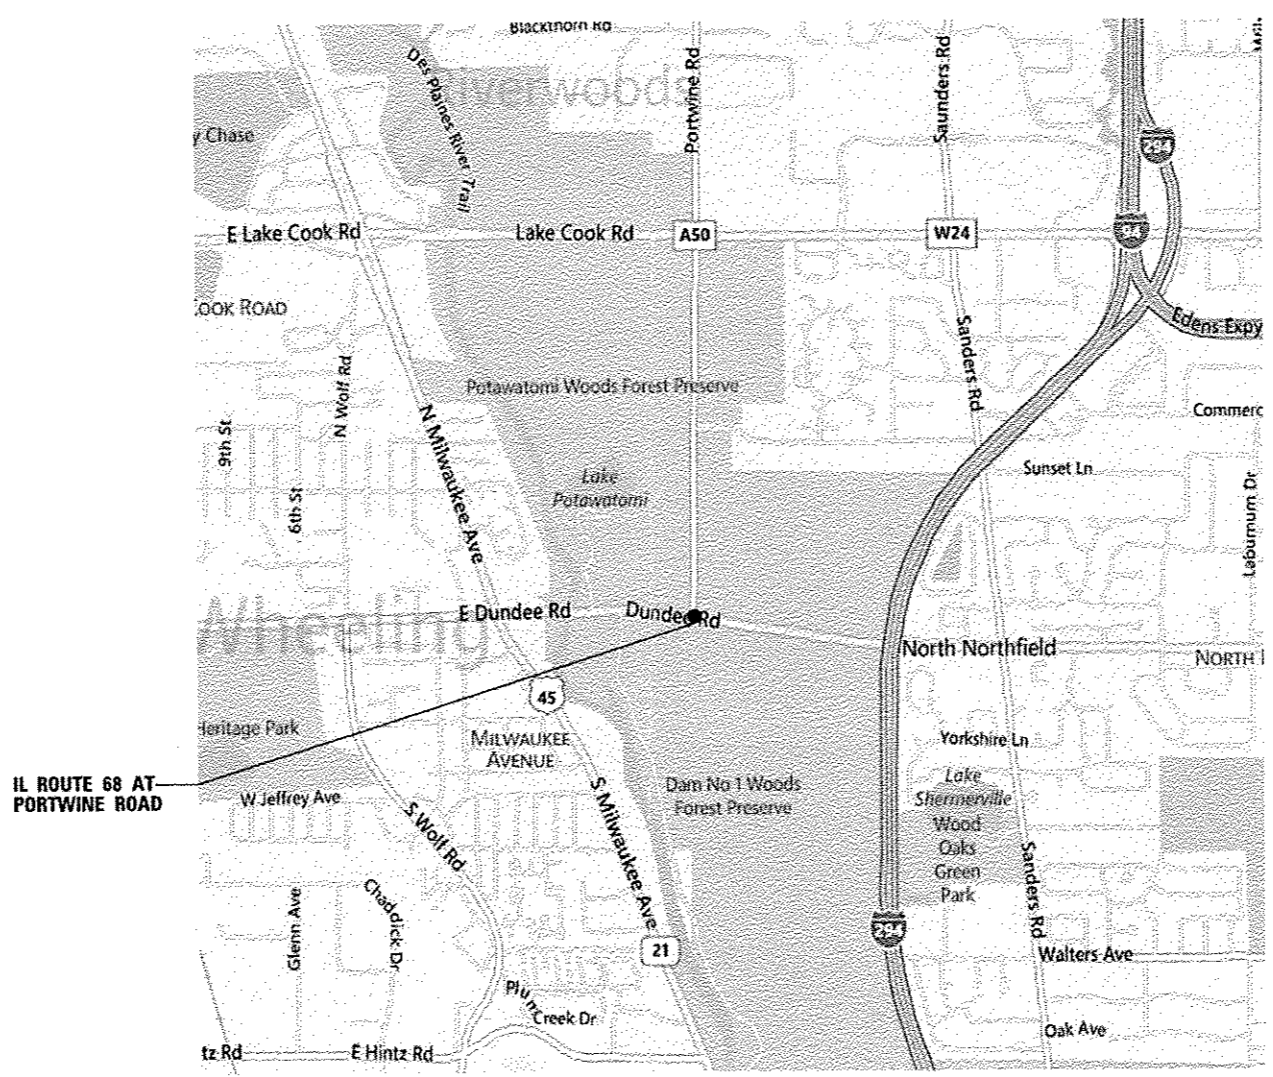 Blackthorn Rd
Des Plaines River Trail
Riverwoods
Portwine Rd
Saunders Rd
y Chase
294
E Lake Cook Rd
Lake Cook Rd
A50
W24
COOK ROAD
Edens Expy
Sanders Rd
N Wolf Rd
Potawatomi Woods Forest Preserve
Commerc
9th St
N Milwaukee Ave
Sunset Ln
6th St
Lake
Potawatomi
Laburnum Dr
Wheeling
E Dundee Rd
Dundee Rd
North Northfield
NORTH
45
Heritage Park
MILWAUKEE
AVENUE
Yorkshire Ln
IL ROUTE 68 AT
PORTWINE ROAD
W Jeffrey Ave
S Wolf Rd
S Milwaukee Ave
Dam No 1 Woods
Forest Preserve
Lake
Shermerville
Wood
Oaks
Green
Park
Sanders Rd
Glenn Ave
Chaddick Dr
294
21
Walters Ave
Plum
Creek Dr
Oak Ave
tz Rd
E Hintz Rd